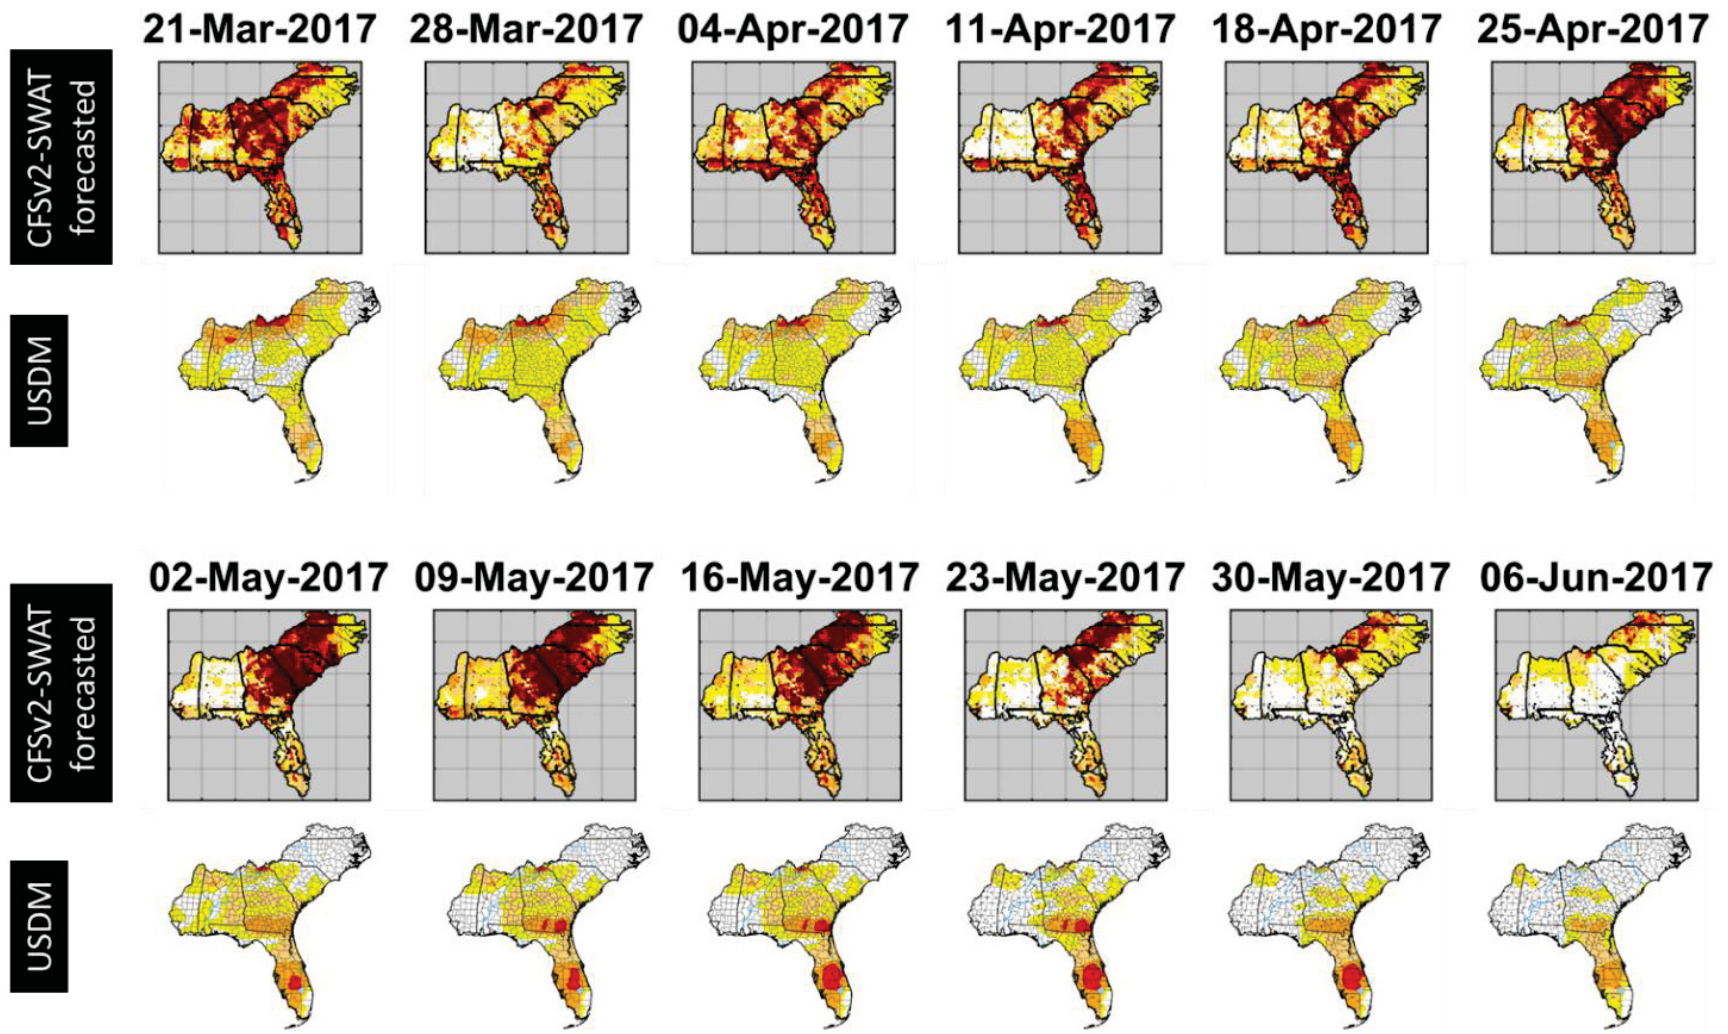 21-Mar-2017 28-Mar-2017 04-Apr-2017 11-Apr-2017 18-Apr-2017 25-Apr-2017
CFSv2-SWAT
forecasted
USDM
02-May-2017 09-May-2017 16-May-2017 23-May-2017 30-May-2017 06-Jun-2017
CFSv2-SWAT
forecasted
USDM